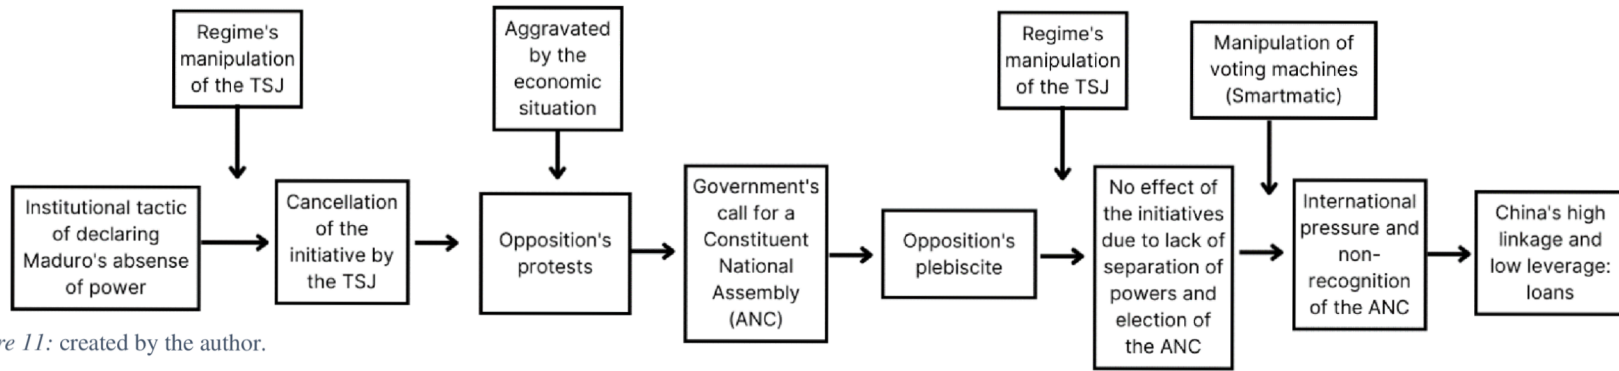 Regime's
manipulation
of the TSJ
Aggravated
by the
economic
situation
Regime's
manipulation
of the TSJ
Manipulation of
voting machines
(Smartmatic)
Institutional tactic
of declaring
Maduro's absense
of power
Cancellation
of the
initiative by
the TSJ
Opposition's
protests
Government's
call for a
Constituent
National
Assembly
(ANC)
Opposition's
plebiscite
No effect of
the initiatives
due to lack of
separation of
powers and
election of
the ANC
International
pressure and
non-
recognition
of the ANC
China's high
linkage and
low leverage:
loans
re 11: created by the author.